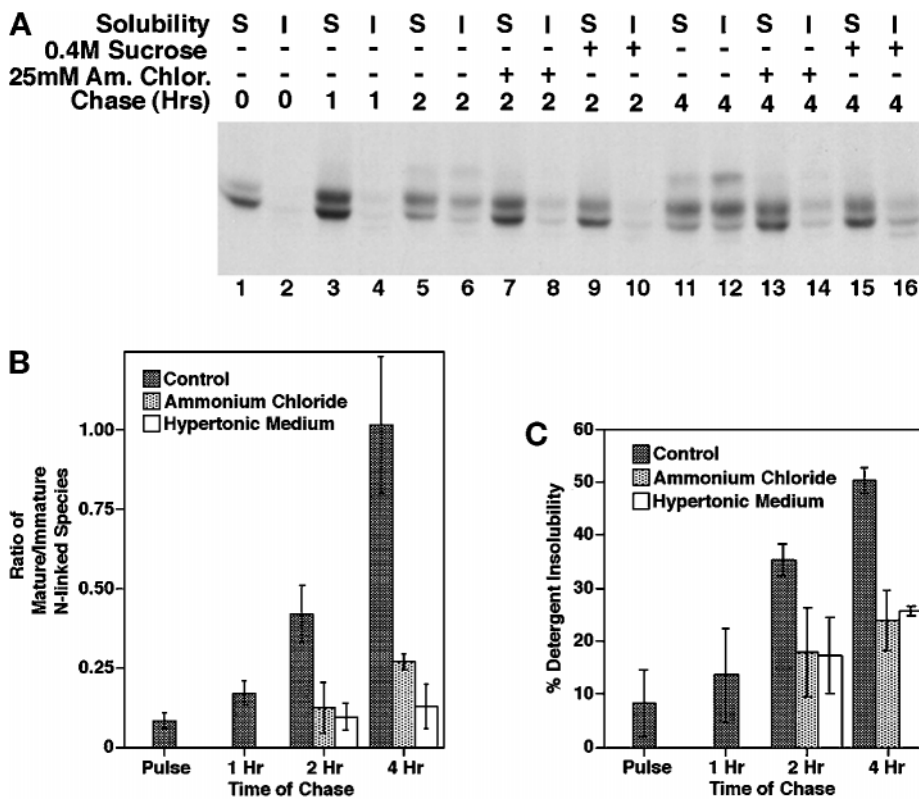 A
Solubility S I S I S I S I S I S I S I S I
0.4M Sucrose - - - - - - - - + + - - - - + +
25mM Am. Chlor. - - - - - - + + - - - - + + - -
Chase (Hrs) 0 0 1 1 2 2 2 2 2 2 4 4 4 4 4 4
1 2 3 4 5 6 7 8 9 10 11 12 13 14 15 16
B
Control
Ammonium Chloride
Hypertonic Medium
Ratio of
Mature/Immature
N-linked Species
1.00
0.75
0.50
0.25
0
Pulse 1 Hr 2 Hr 4 Hr
Time of Chase
C
Control
Ammonium Chloride
Hypertonic Medium
% Detergent Insolubility
60
50
40
30
20
10
0
Pulse 1 Hr 2 Hr 4 Hr
Time of Chase